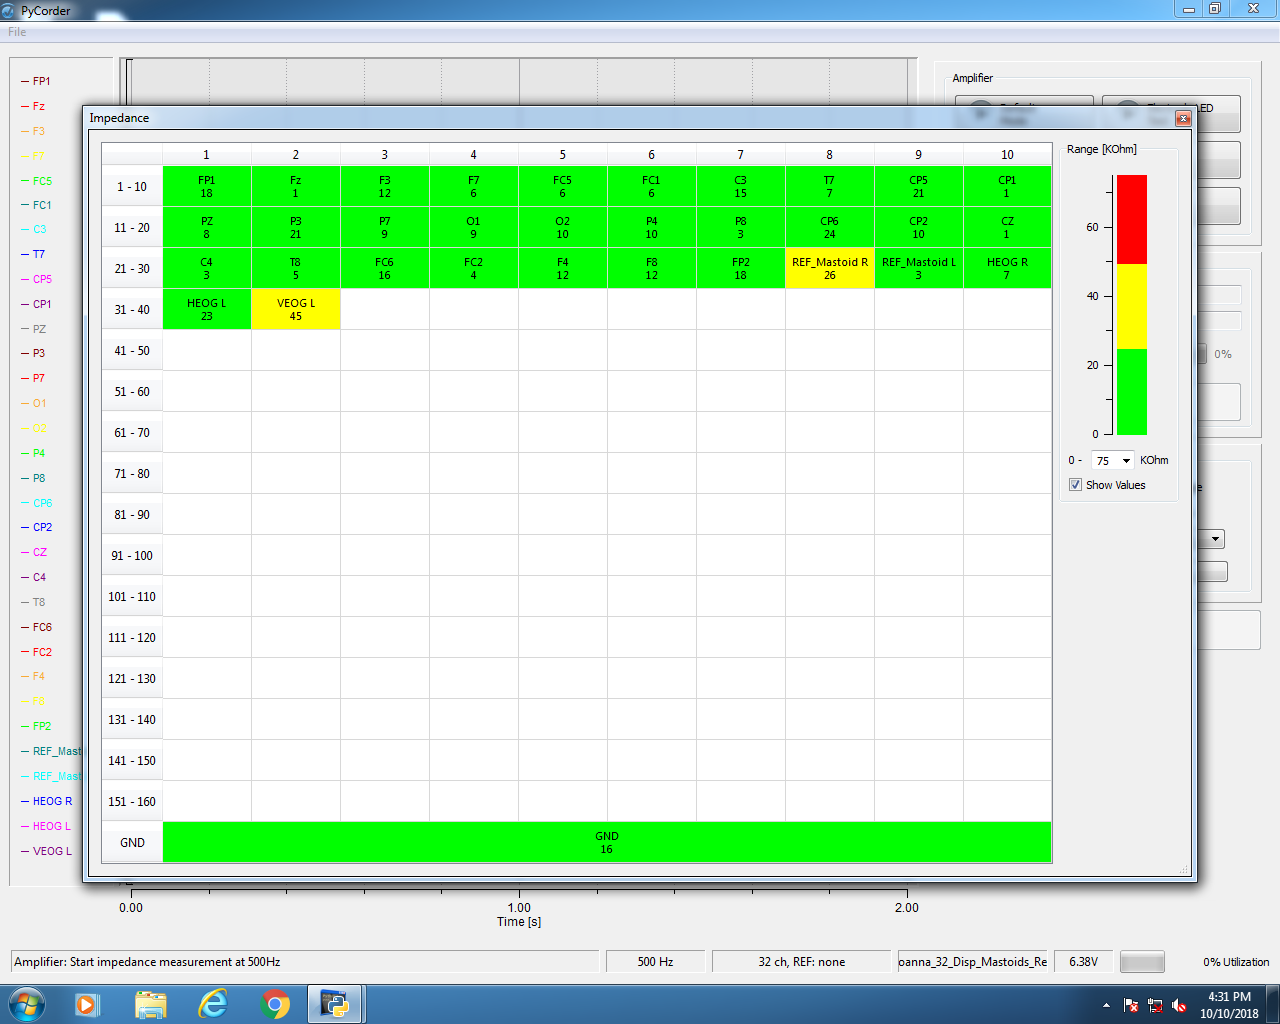 PyCorder
File
Amplifier
FP1
Fz
F3
F7
FC5
FC1
C3
T7
CP5
CP1
PZ
P3
P7
O1
O2
P4
P8
CP6
CP2
CZ
C4
T8
FC6
FC2
F4
F8
FP2
REF_Mast
REF_Mast
HEOG R
HEOG L
VEOG L
Impedance
1 2 3 4 5 6 7 8 9 10
1 - 10 FP1 Fz F3 F7 FC5 FC1 C3 T7 CP5 CP1
18 1 12 6 6 6 15 7 21 1
11 - 20 PZ P3 P7 O1 O2 P4 P8 CP6 CP2 CZ
8 21 9 9 10 10 3 24 10 1
21 - 30 C4 T8 FC6 FC2 F4 F8 FP2 REF_Mastoid R REF_Mastoid L HEOG R
3 5 16 4 12 12 18 26 3 7
31 - 40 HEOG L VEOG L
23 45
41 - 50
51 - 60
61 - 70
71 - 80
81 - 90
91 - 100
101 - 110
111 - 120
121 - 130
131 - 140
141 - 150
151 - 160
GND GND
16
Range [KOhm]
60
40
20
0
0 - 75 KOhm
Show Values
0%
0.00 1.00 2.00
Time [s]
Amplifier: Start impedance measurement at 500Hz
500 Hz
32 ch, REF: none
oanna_32_Disp_Mastoids_Re
6.38V
0% Utilization
4:31 PM
10/10/2018